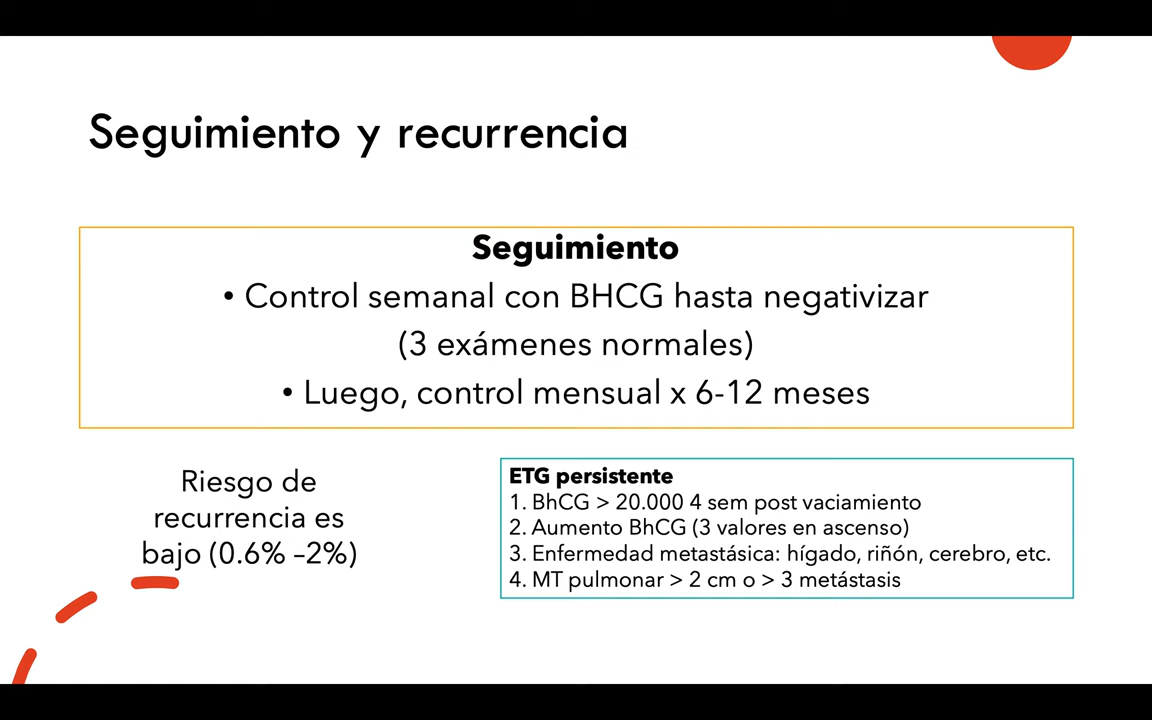 Seguimiento y recurrencia
Seguimiento
• Control semanal con BHCG hasta negativizar
(3 exámenes normales)
• Luego, control mensual x 6-12 meses
Riesgo de
recurrencia es
bajo (0.6% –2%)
ETG persistente
1. BhCG > 20.000 4 sem post vaciamiento
2. Aumento BhCG (3 valores en ascenso)
3. Enfermedad metastásica: hígado, riñón, cerebro, etc.
4. MT pulmonar > 2 cm o > 3 metástasis